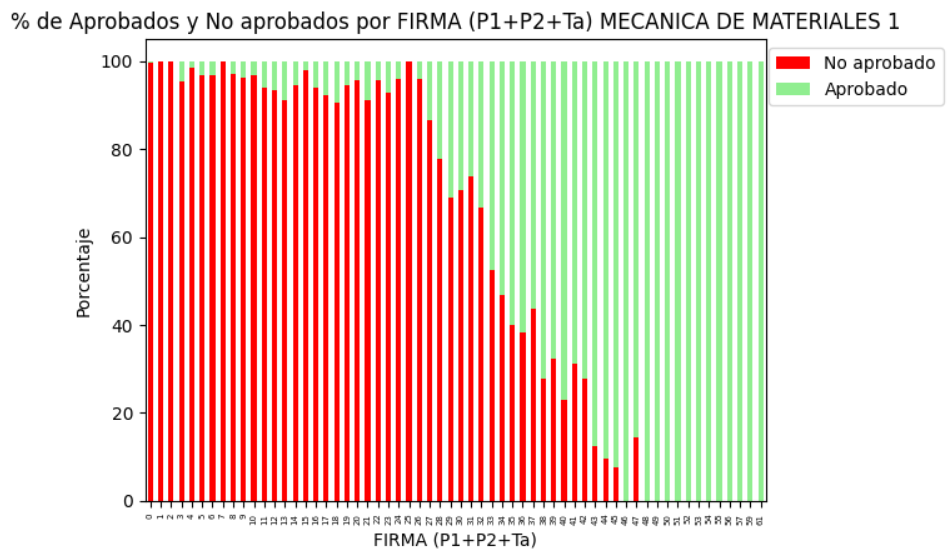 % de Aprobados y No aprobados por FIRMA (P1+P2+Ta) MECANICA DE MATERIALES 1
No aprobado
Aprobado
100
80
60
40
20
0
Porcentaje
0 1 2 3 4 5 6 7 8 9 10 11 12 13 14 15 16 17 18 19 20 21 22 23 24 25 26 27 28 29 30 31 32 33 34 35 36 37 38 39 40 41 42 43 44 45 46 47 48 49 50 51 52 53 54 55 56 57 59 61
FIRMA (P1+P2+Ta)